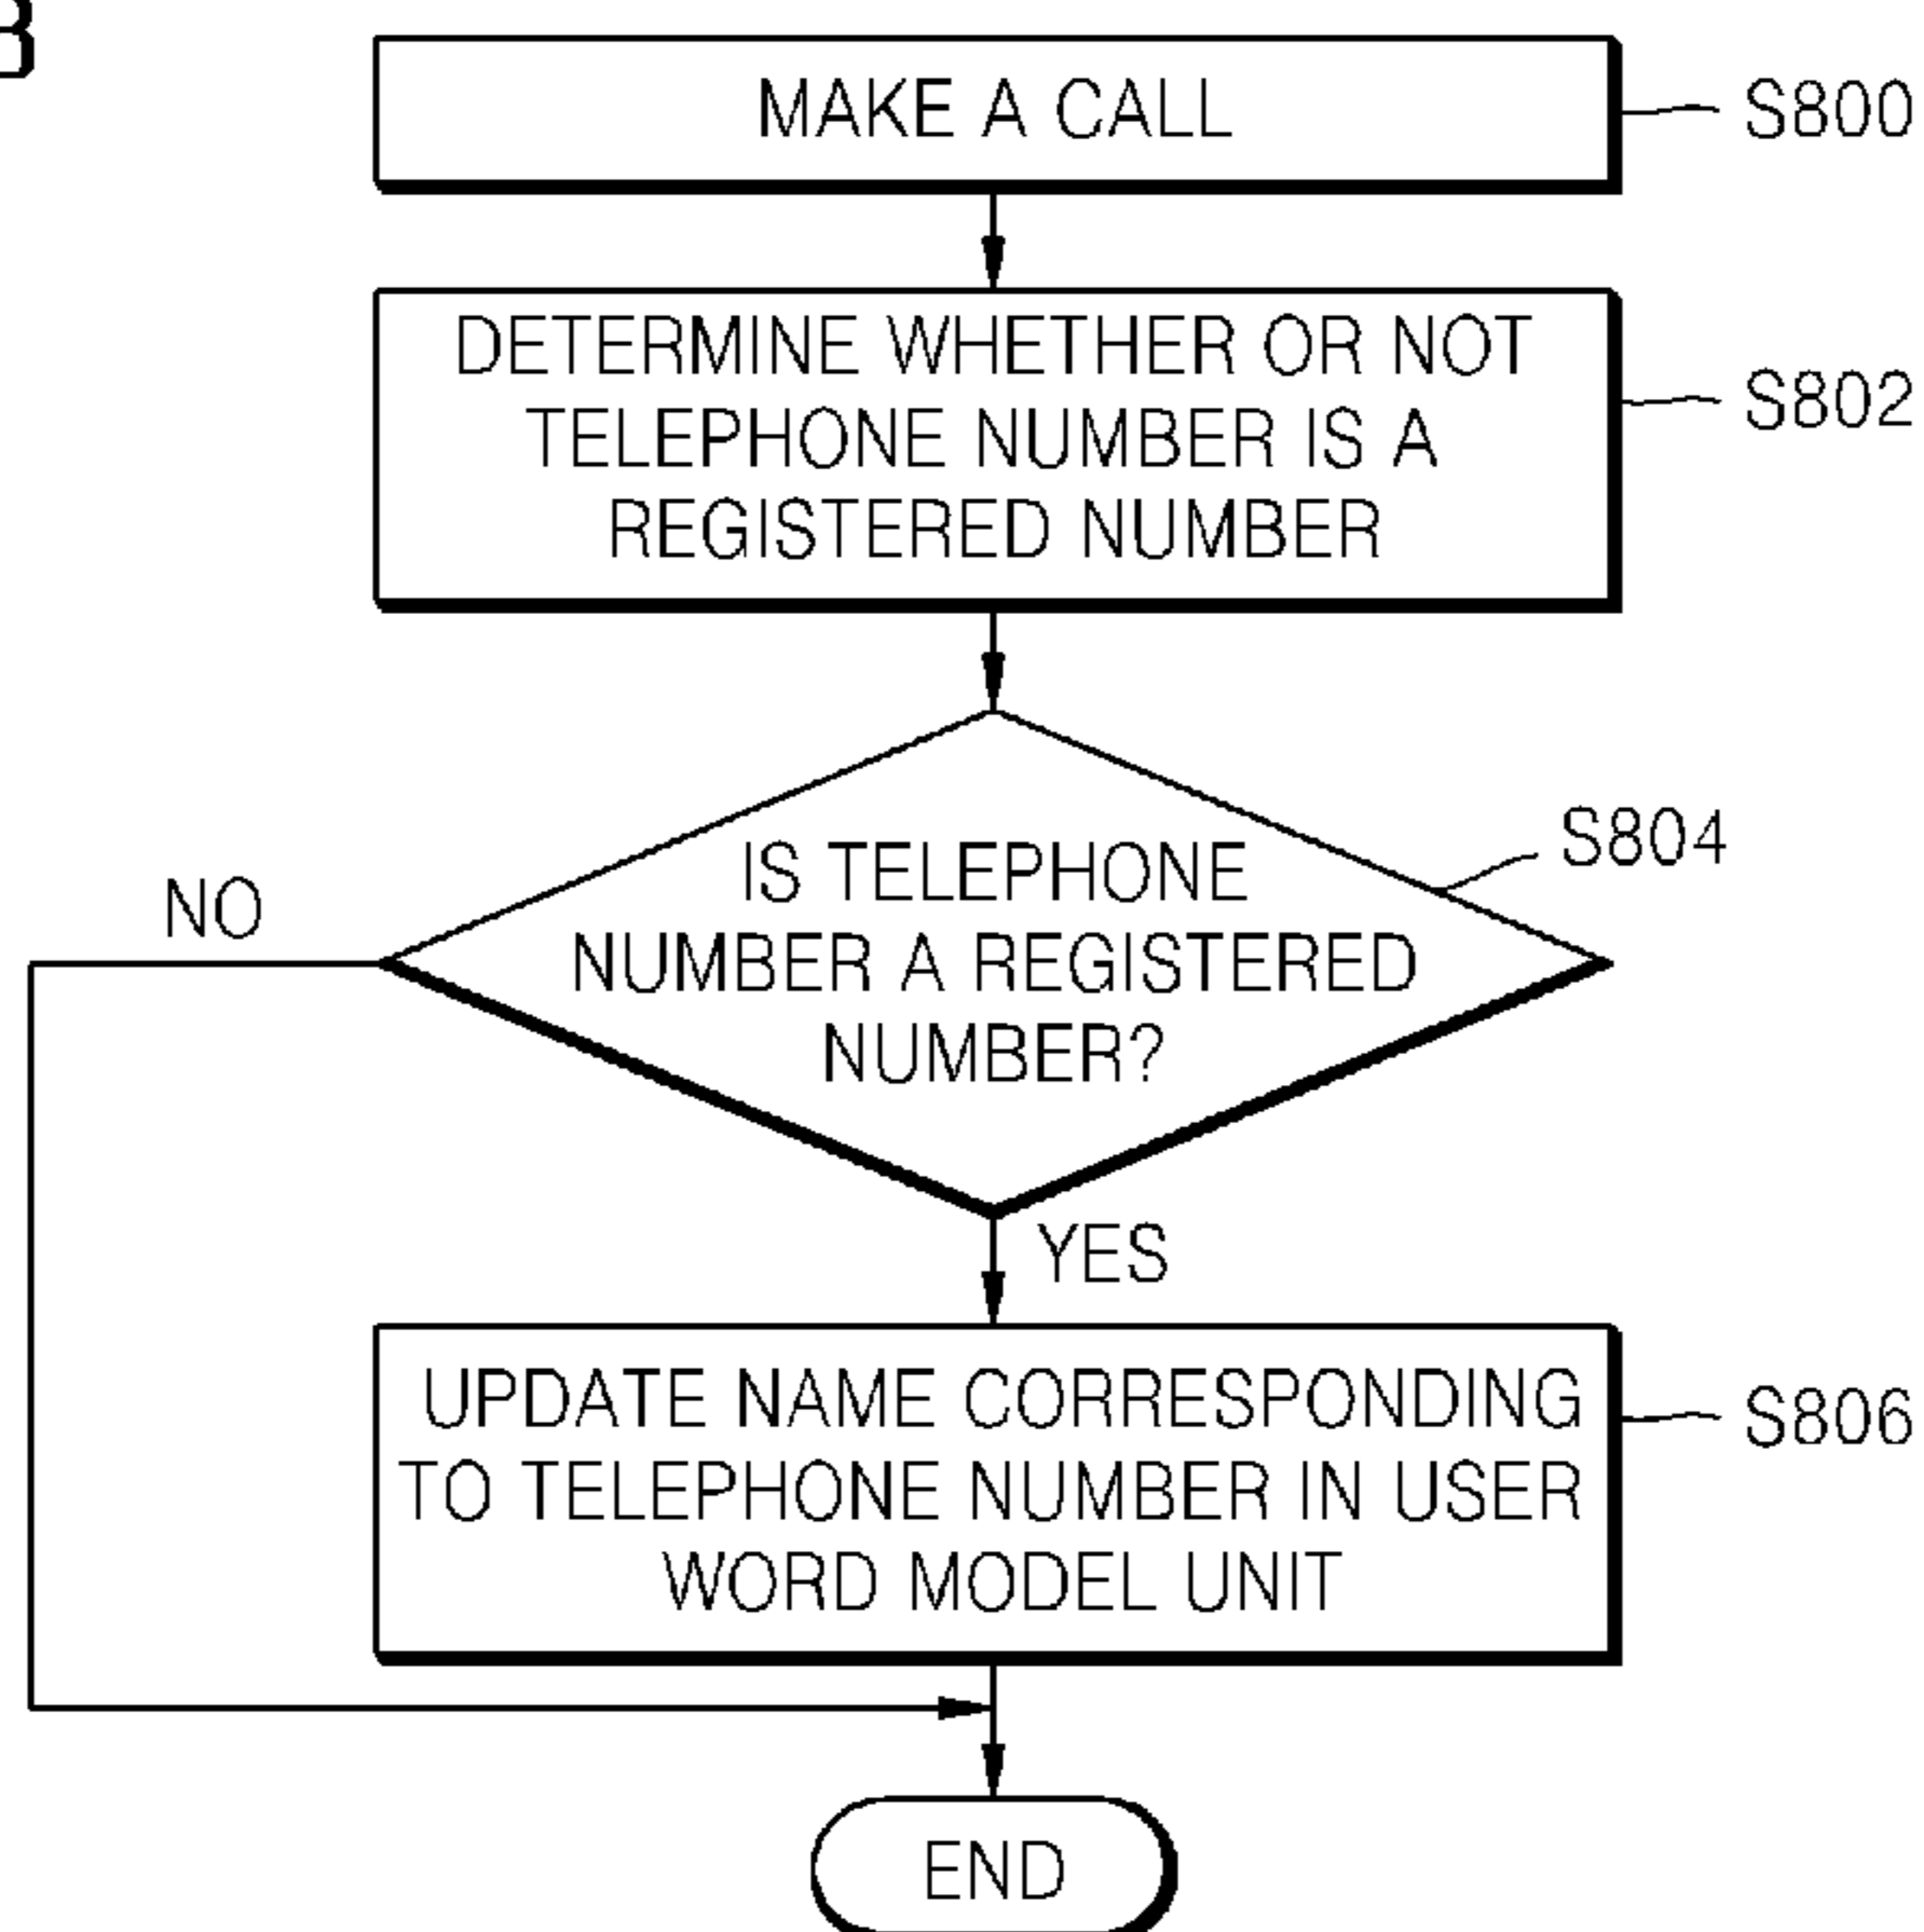 MAKE A CALL
S800
DETERMINE WHETHER OR NOT
TELEPHONE NUMBER IS A
REGISTERED NUMBER
S802
IS TELEPHONE
NUMBER A REGISTERED
NUMBER?
S804
NO
YES
UPDATE NAME CORRESPONDING
TO TELEPHONE NUMBER IN USER
WORD MODEL UNIT
S806
END